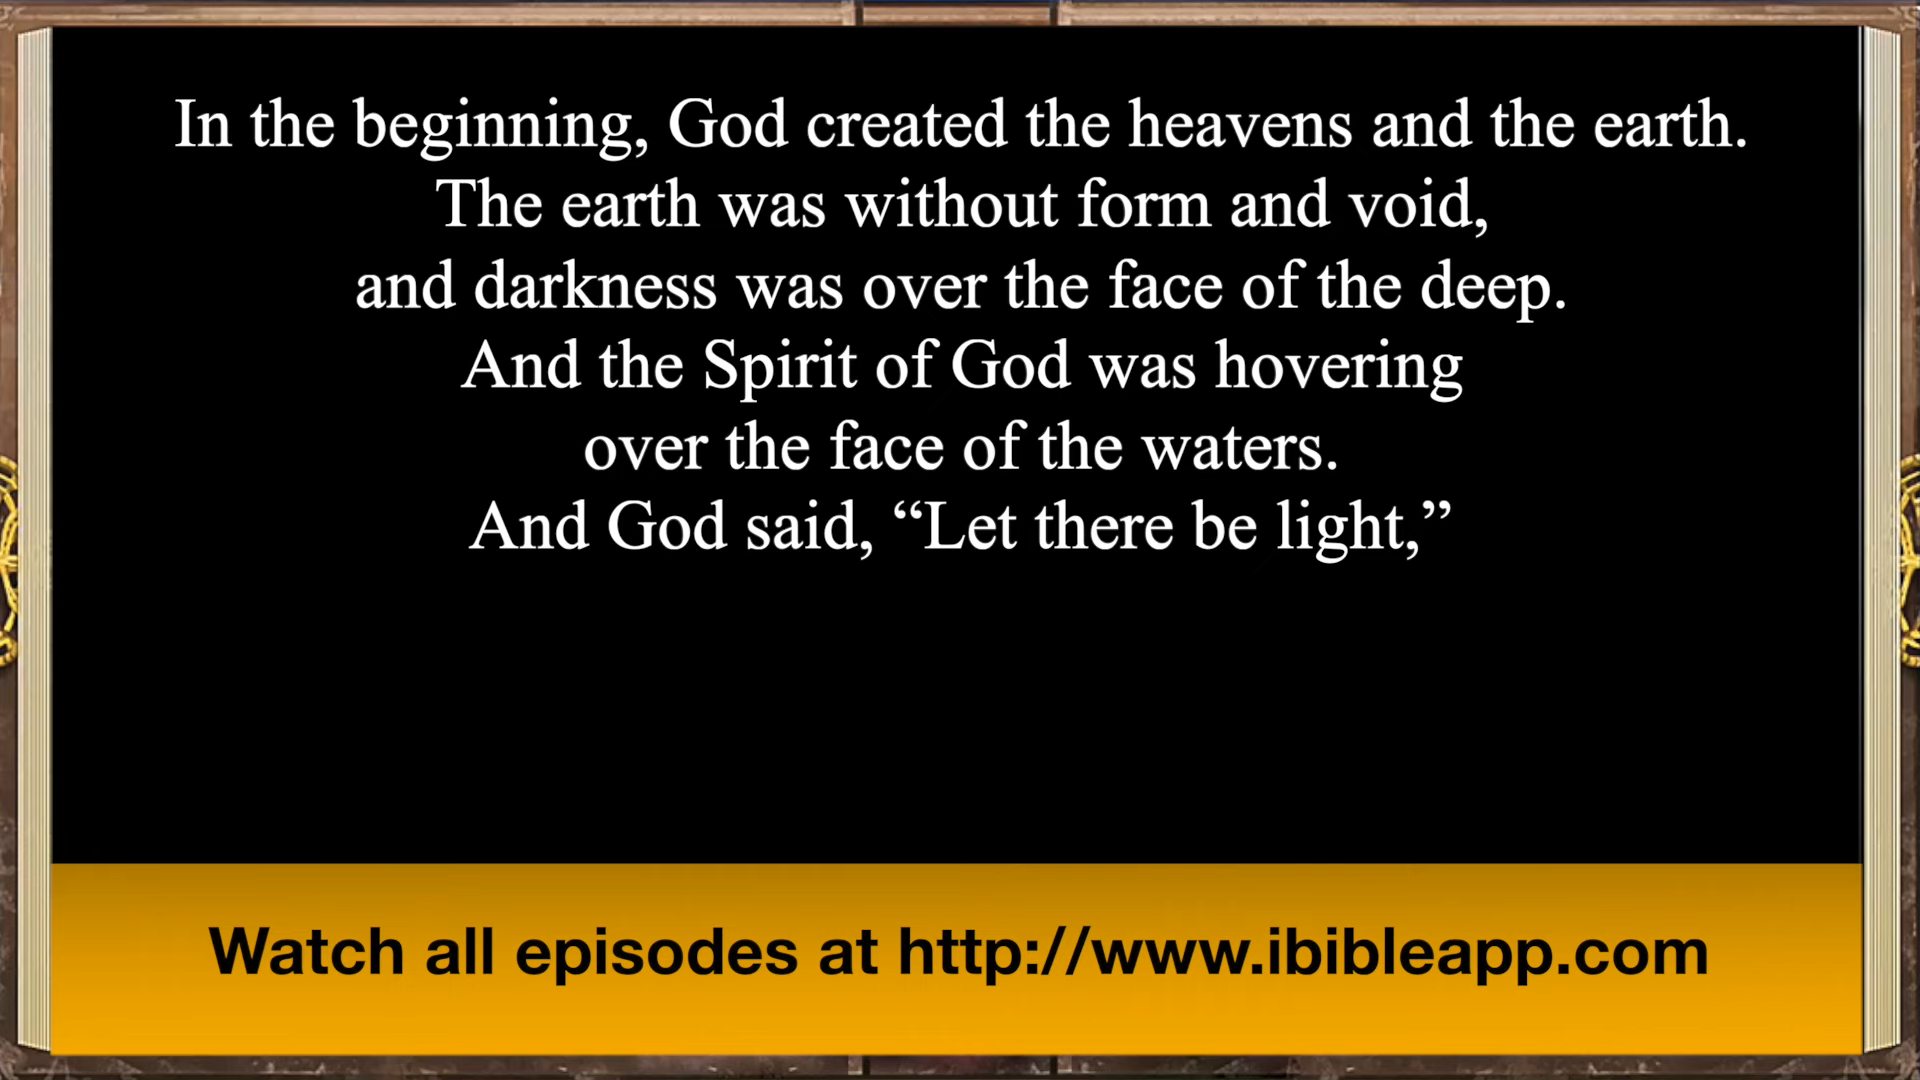 In the beginning, God created the heavens and the earth.
The earth was without form and void,
and darkness was over the face of the deep.
And the Spirit of God was hovering
over the face of the waters.
And God said, “Let there be light,”
Watch all episodes at http://www.ibibleapp.com